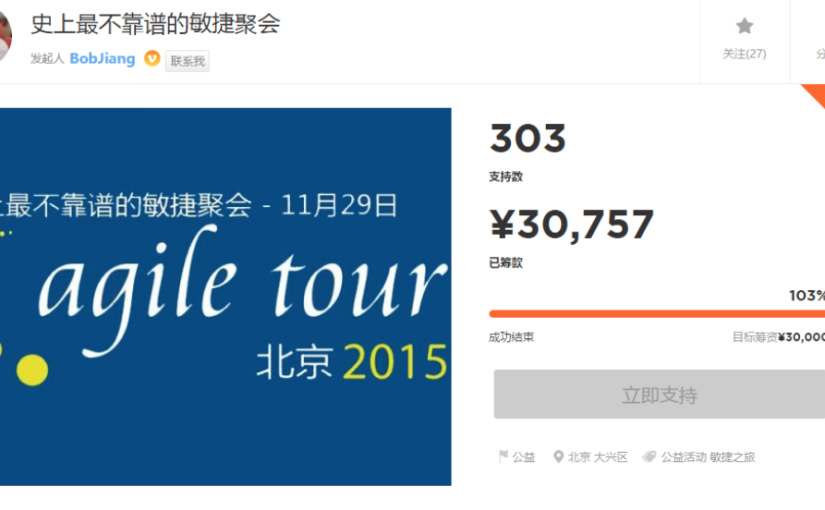 史上最不靠谱的敏捷聚会
发起人 BobJiang V 联系我
关注(27)
上最不靠谱的敏捷聚会 - 11月29日
agile tour
北京 2015
303
支持数
¥30,757
已筹款
103%
成功结束 目标筹资¥30,000
立即支持
公益 北京 大兴区 公益活动 敏捷之旅